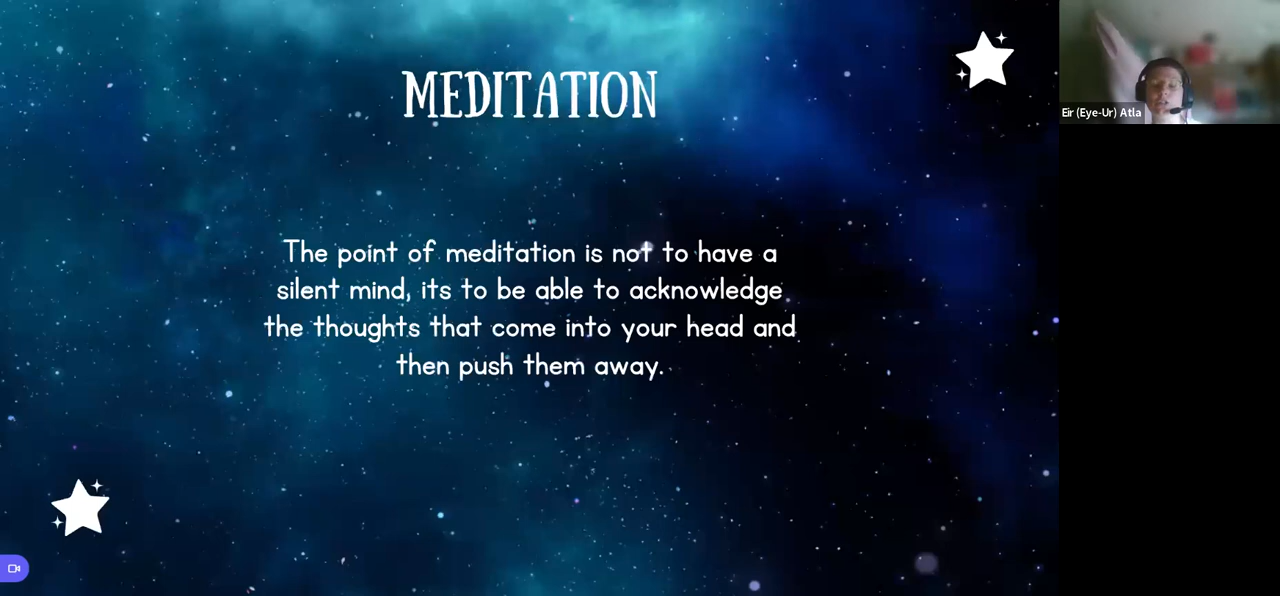 MEDITATION
The point of meditation is not to have a
silent mind, its to be able to acknowledge
the thoughts that come into your head and
then push them away.
Eir (Eye-Ur) Atla